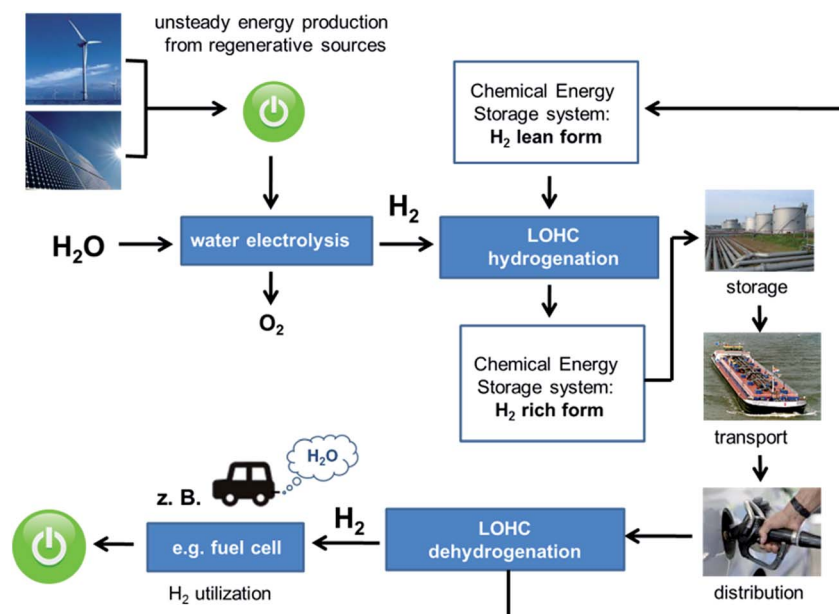 unsteady energy production
from regenerative sources
Chemical Energy
Storage system:
H₂ lean form
H₂O
water electrolysis
H₂
LOHC
hydrogenation
O₂
storage
Chemical Energy
Storage system:
H₂ rich form
transport
z. B.
H₂O
e.g. fuel cell
H₂
LOHC
dehydrogenation
H₂ utilization
distribution